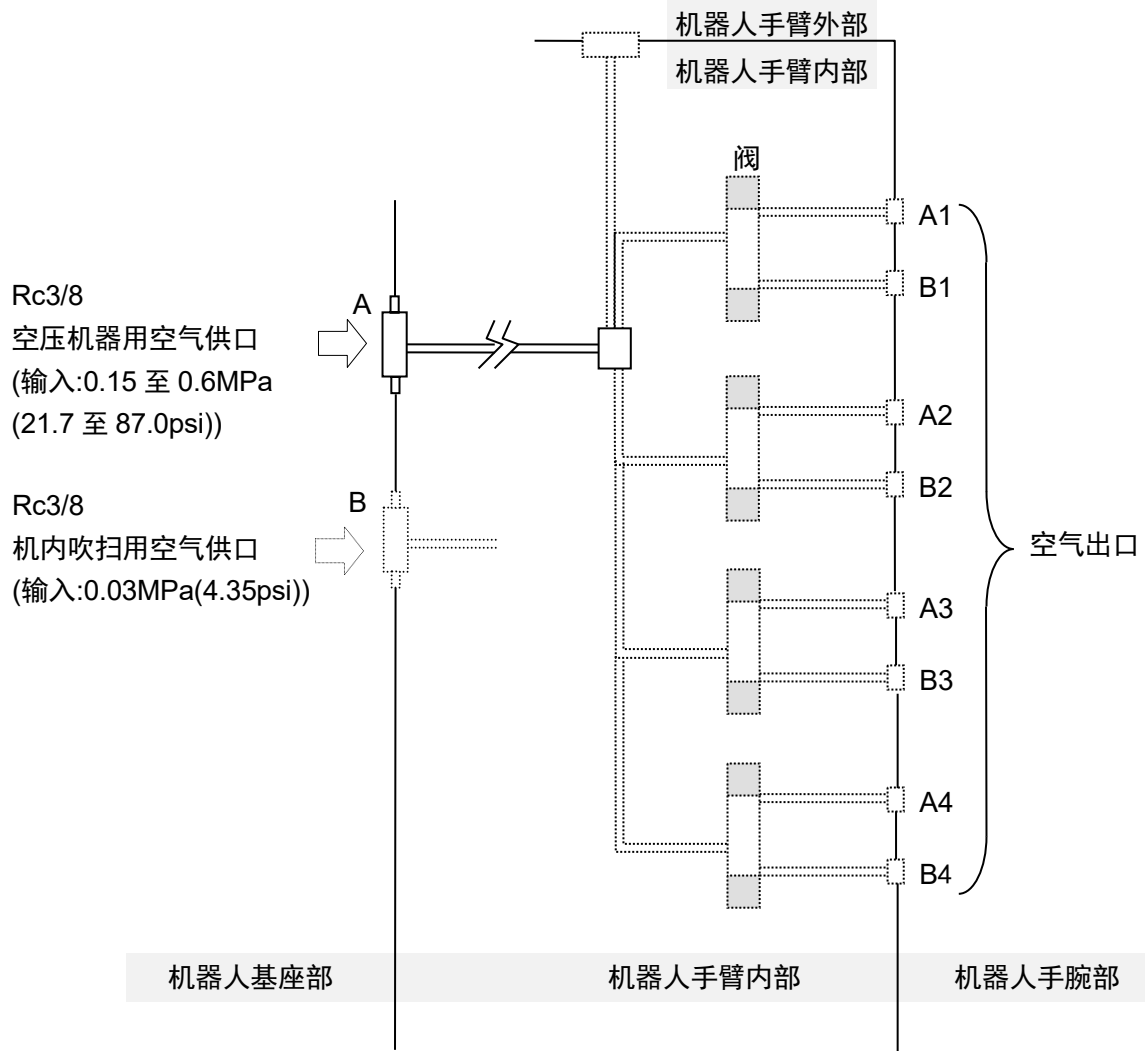 机器人手臂外部
机器人手臂内部
阀
A1
B1
Rc3/8
空压机器用空气供口
(输入:0.15 至 0.6MPa
(21.7 至 87.0psi))
A
A2
B2
Rc3/8
机内吹扫用空气供口
(输入:0.03MPa(4.35psi))
B
空气出口
A3
B3
A4
B4
机器人基座部
机器人手臂内部
机器人手腕部